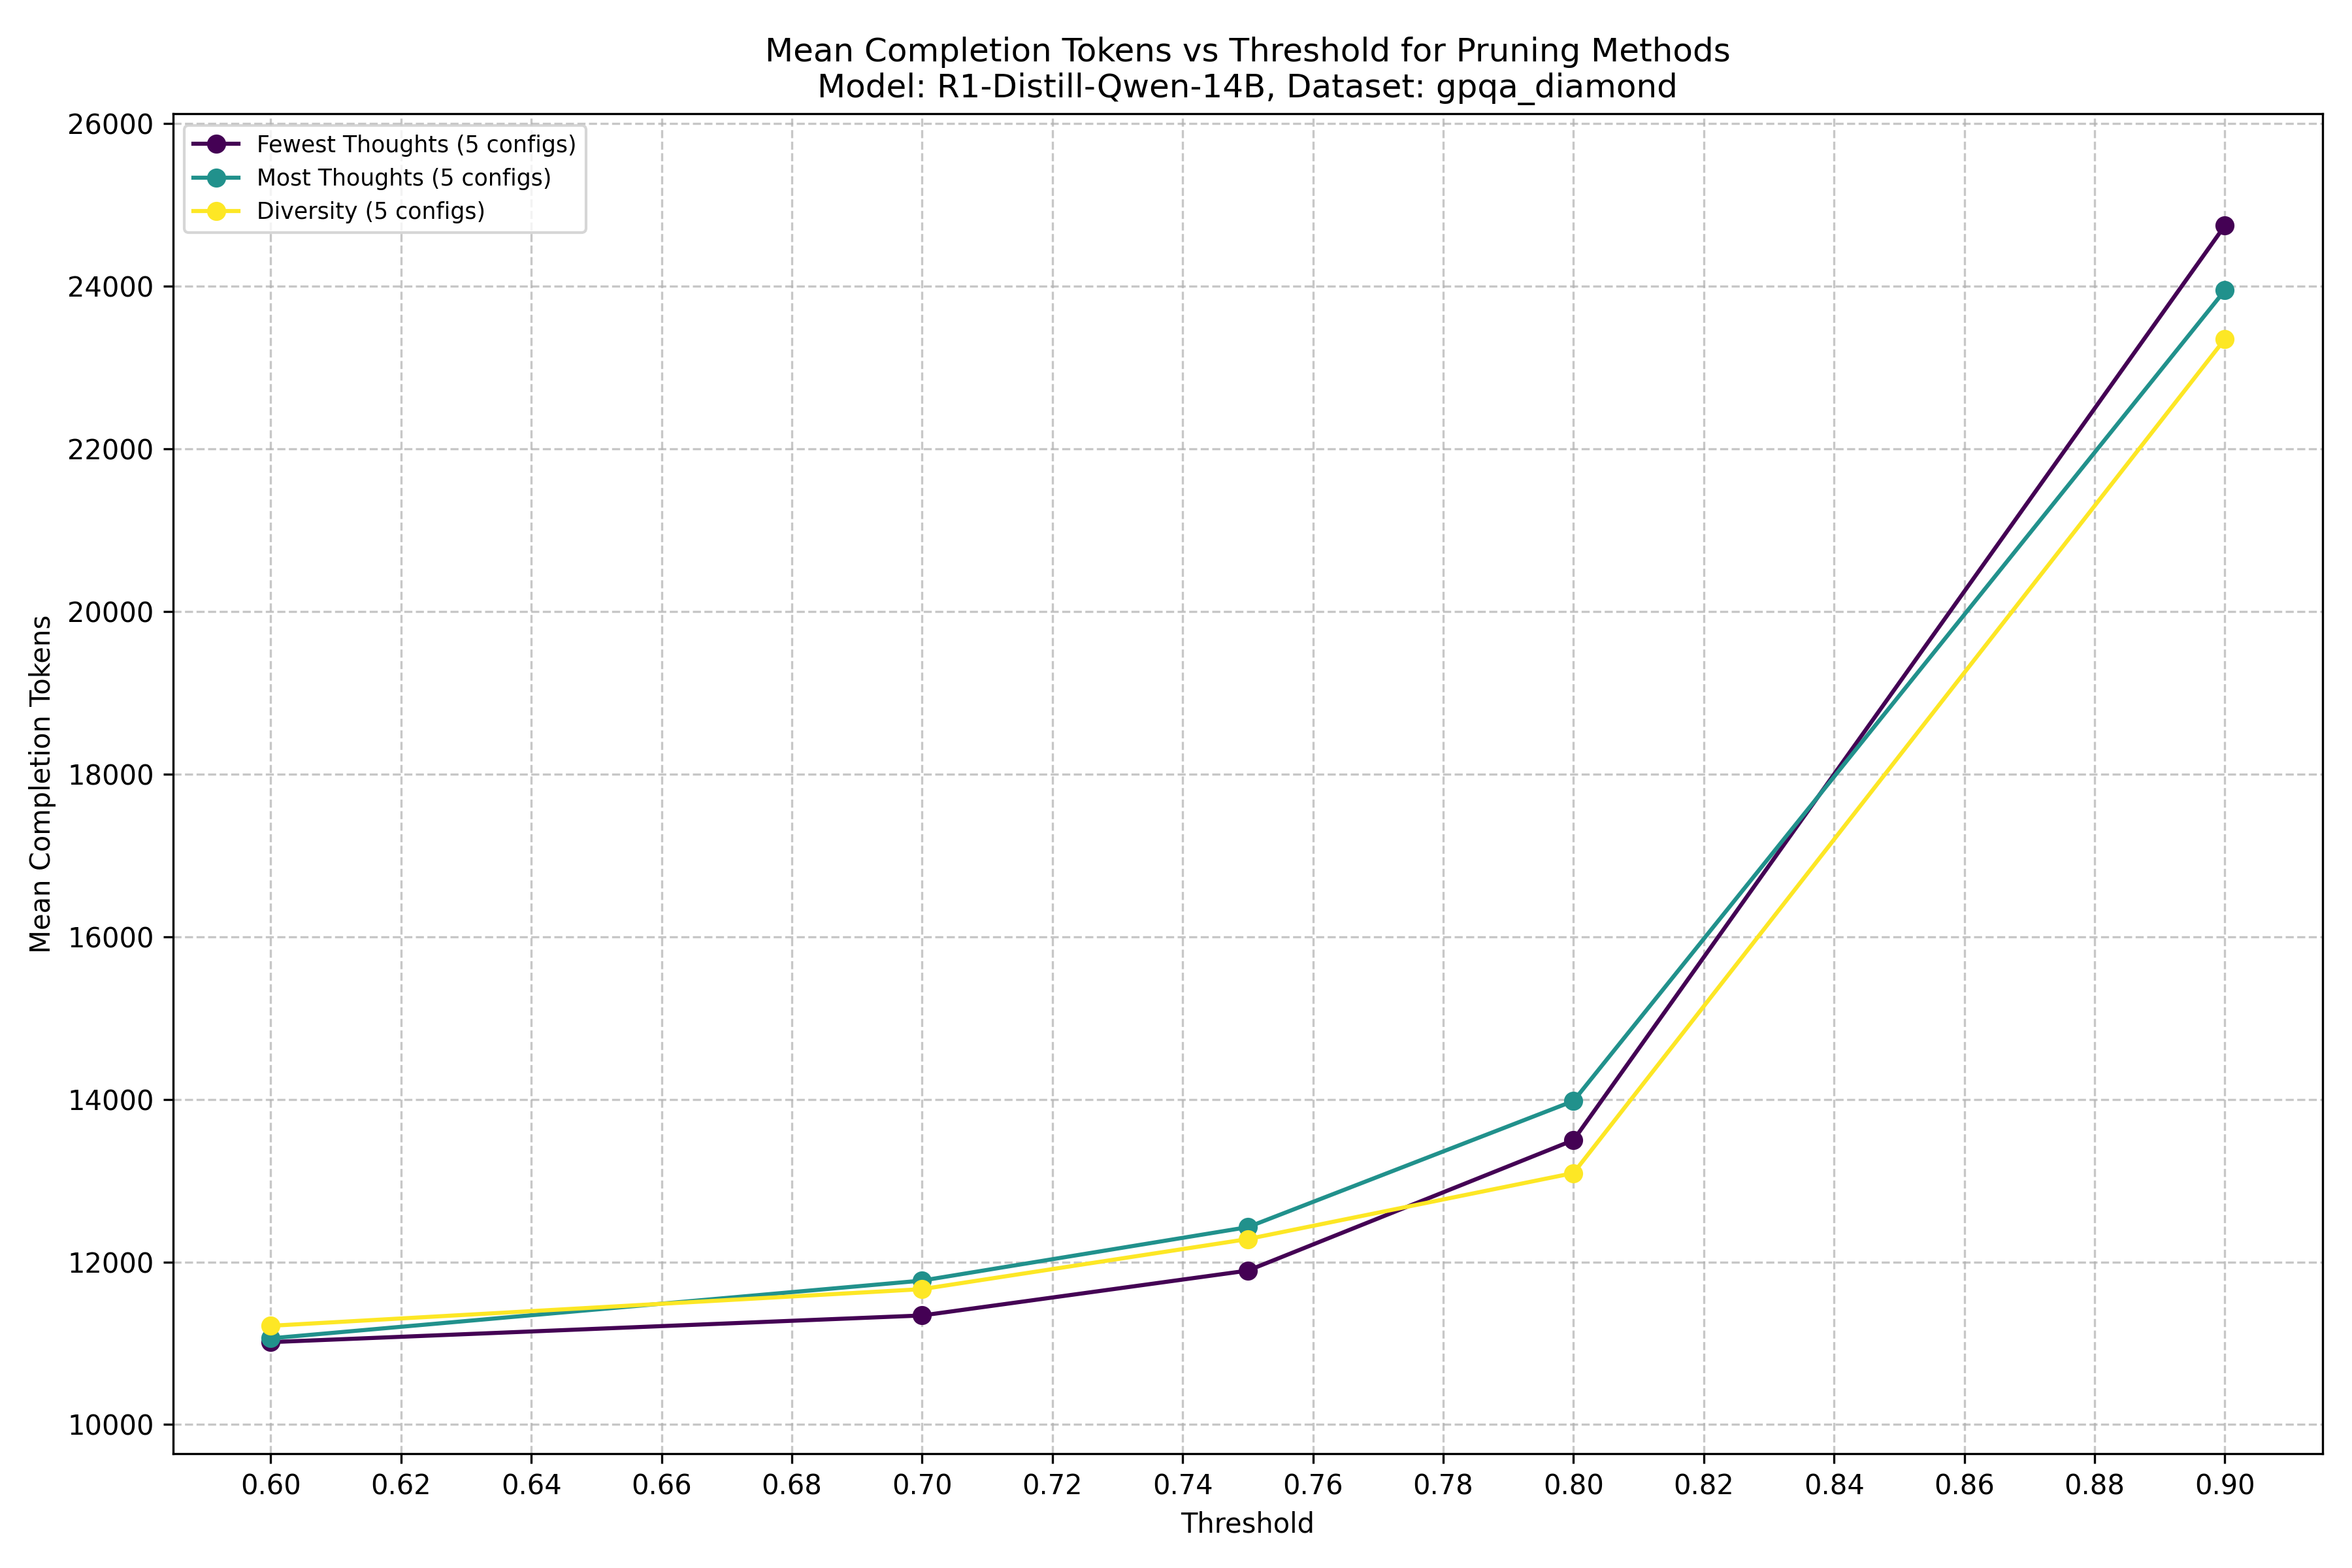 Mean Completion Tokens vs Threshold for Pruning Methods
Model: R1-Distill-Qwen-14B, Dataset: gpqa_diamond
Fewest Thoughts (5 configs)
Most Thoughts (5 configs)
Diversity (5 configs)
Mean Completion Tokens
26000
24000
22000
20000
18000
16000
14000
12000
10000
0.60 0.62 0.64 0.66 0.68 0.70 0.72 0.74 0.76 0.78 0.80 0.82 0.84 0.86 0.88 0.90
Threshold